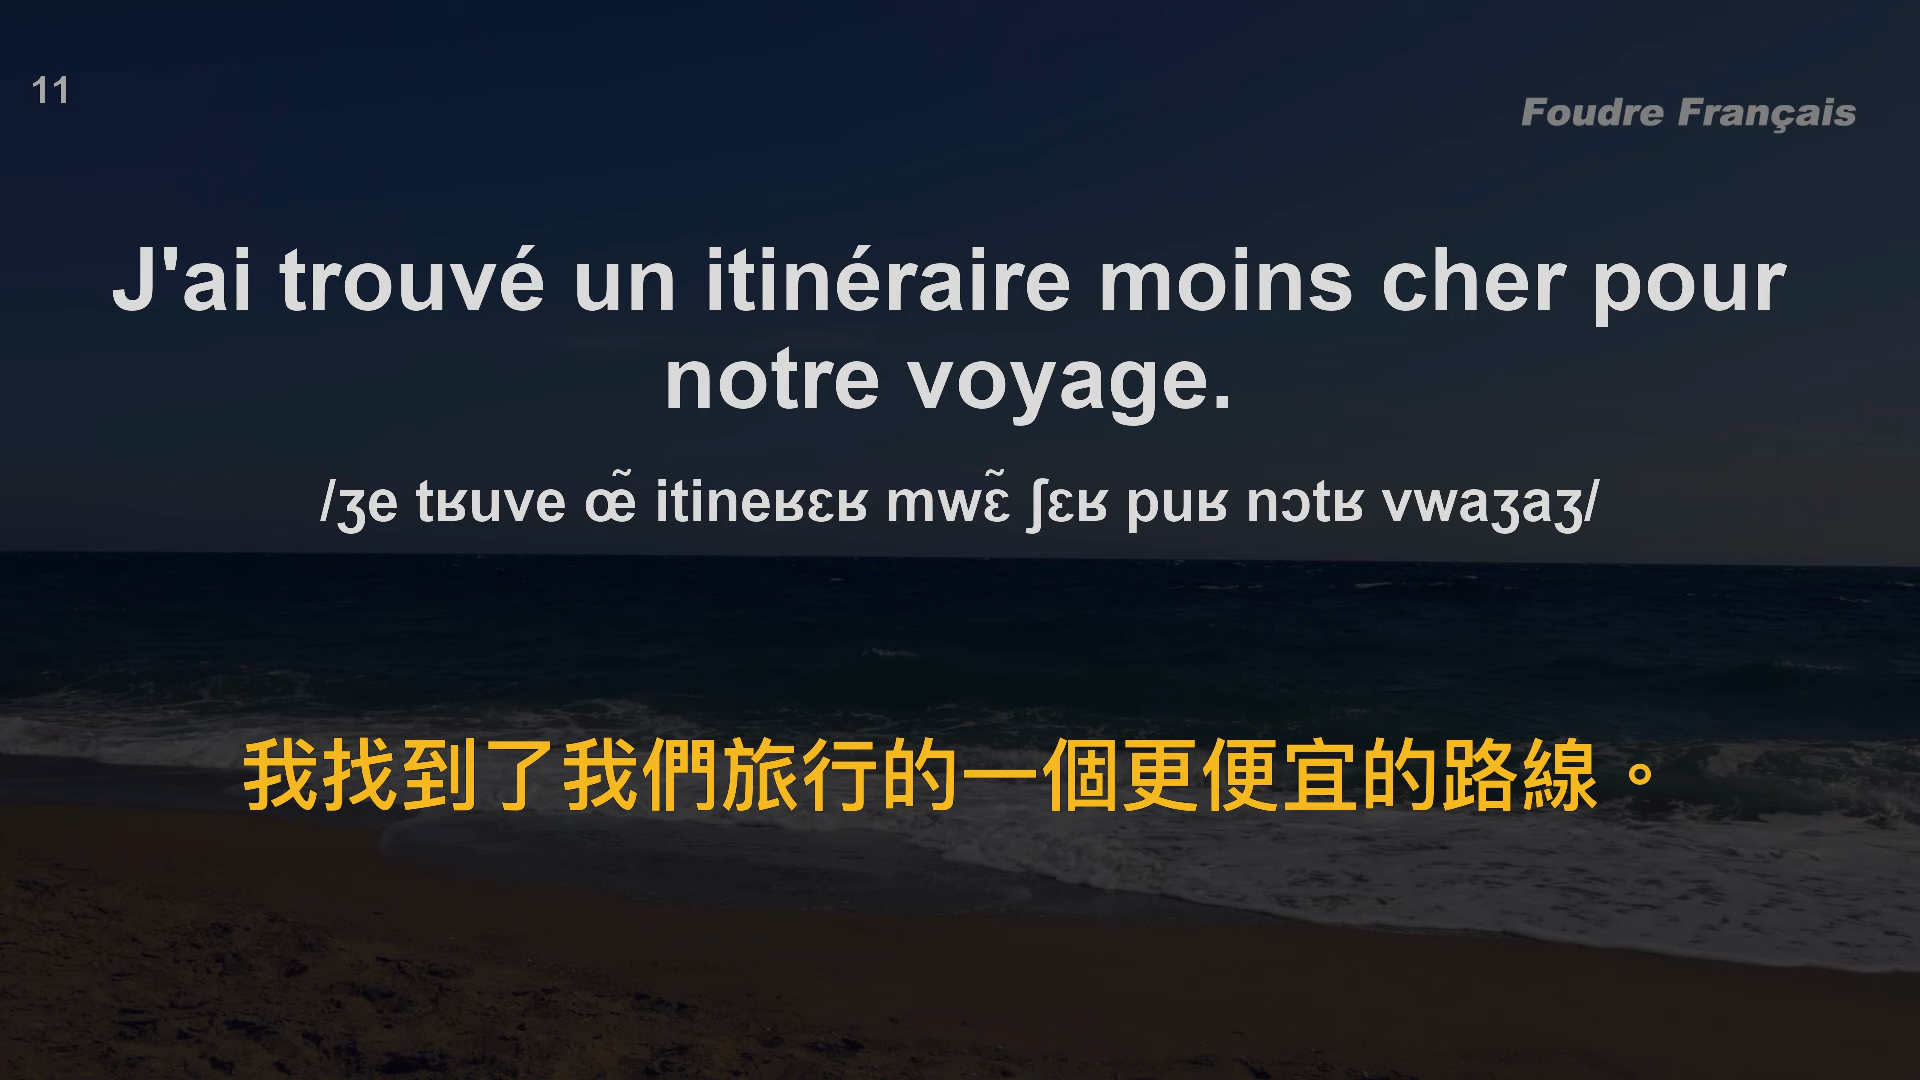 11
Foudre Français
J'ai trouvé un itinéraire moins cher pour
notre voyage.
/ʒe tʁuve œ̃ itineʁɛʁ mwɛ̃ ʃɛʁ puʁ nɔtʁ vwaʒaʒ/
我找到了我們旅行的一個更便宜的路線。